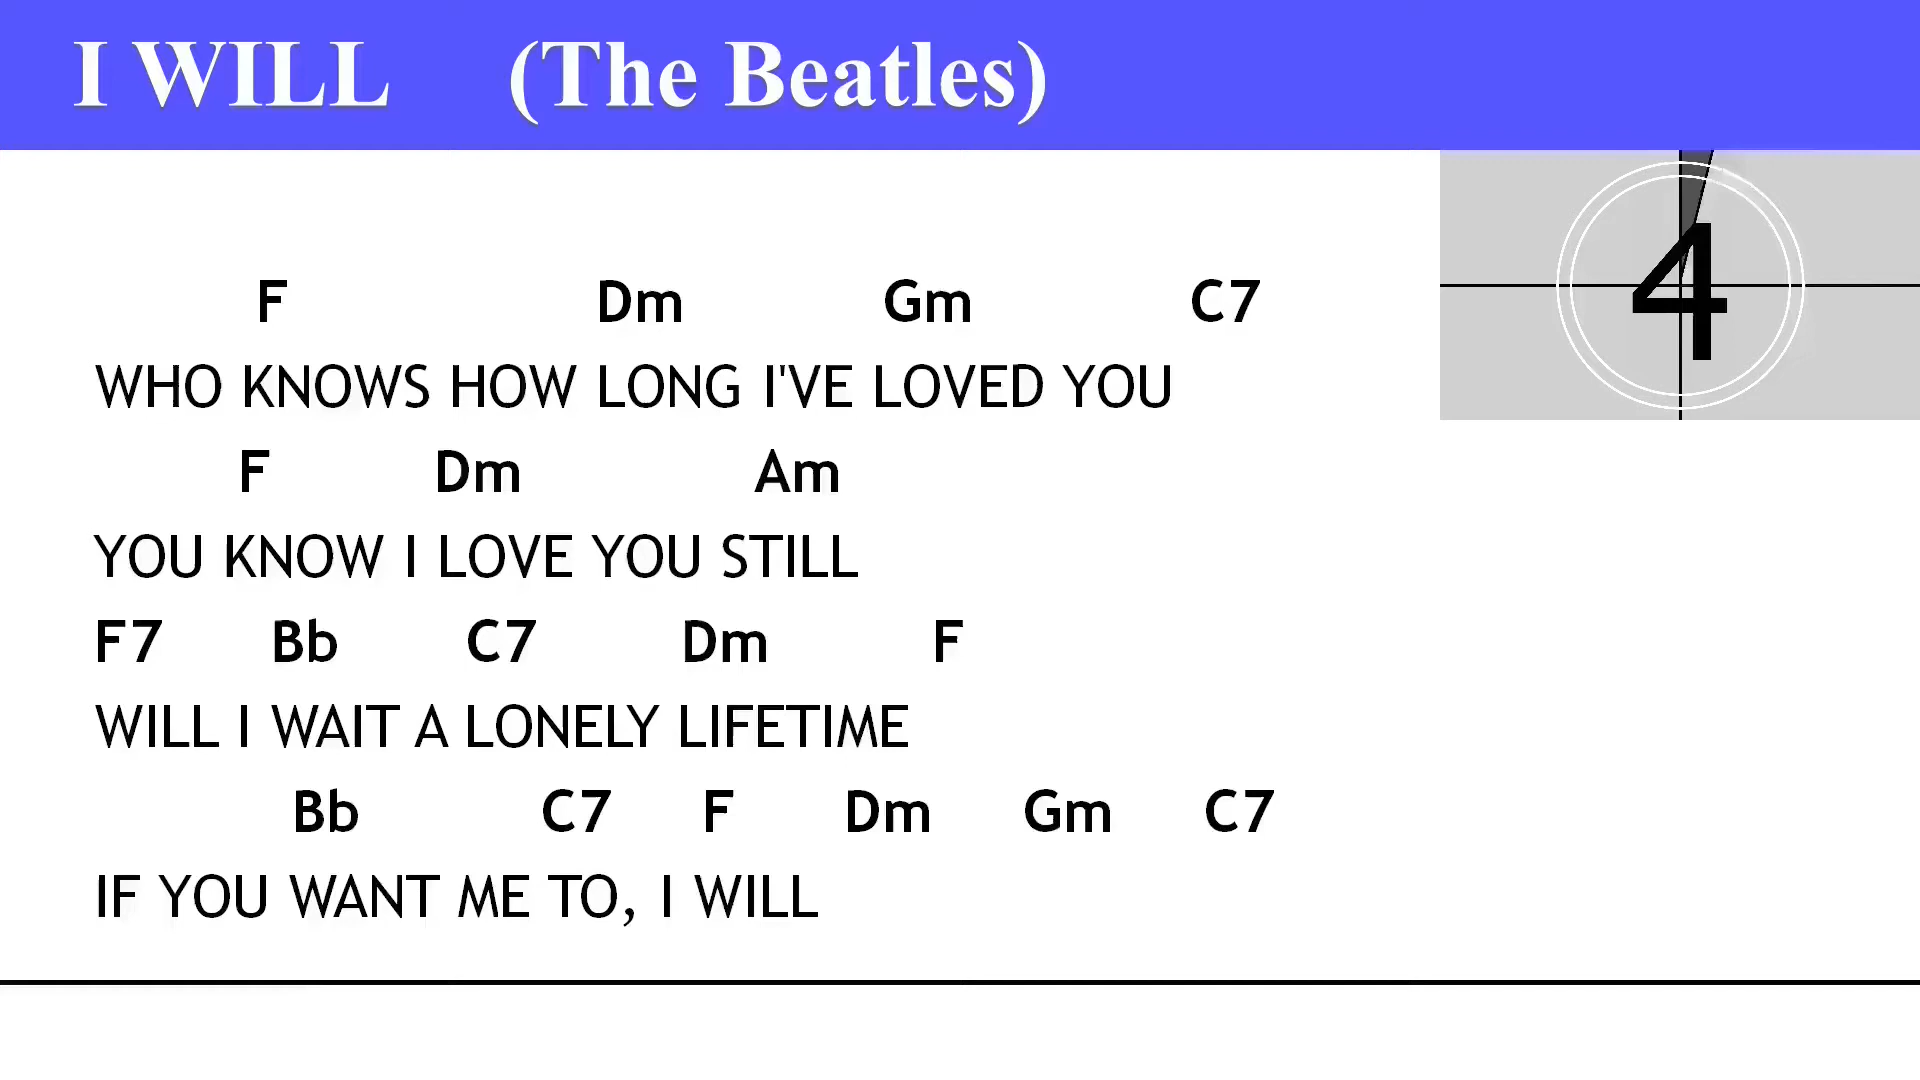 I WILL (The Beatles)
4
F Dm Gm C7
WHO KNOWS HOW LONG I'VE LOVED YOU
F Dm Am
YOU KNOW I LOVE YOU STILL
F7 Bb C7 Dm F
WILL I WAIT A LONELY LIFETIME
Bb C7 F Dm Gm C7
IF YOU WANT ME TO, I WILL